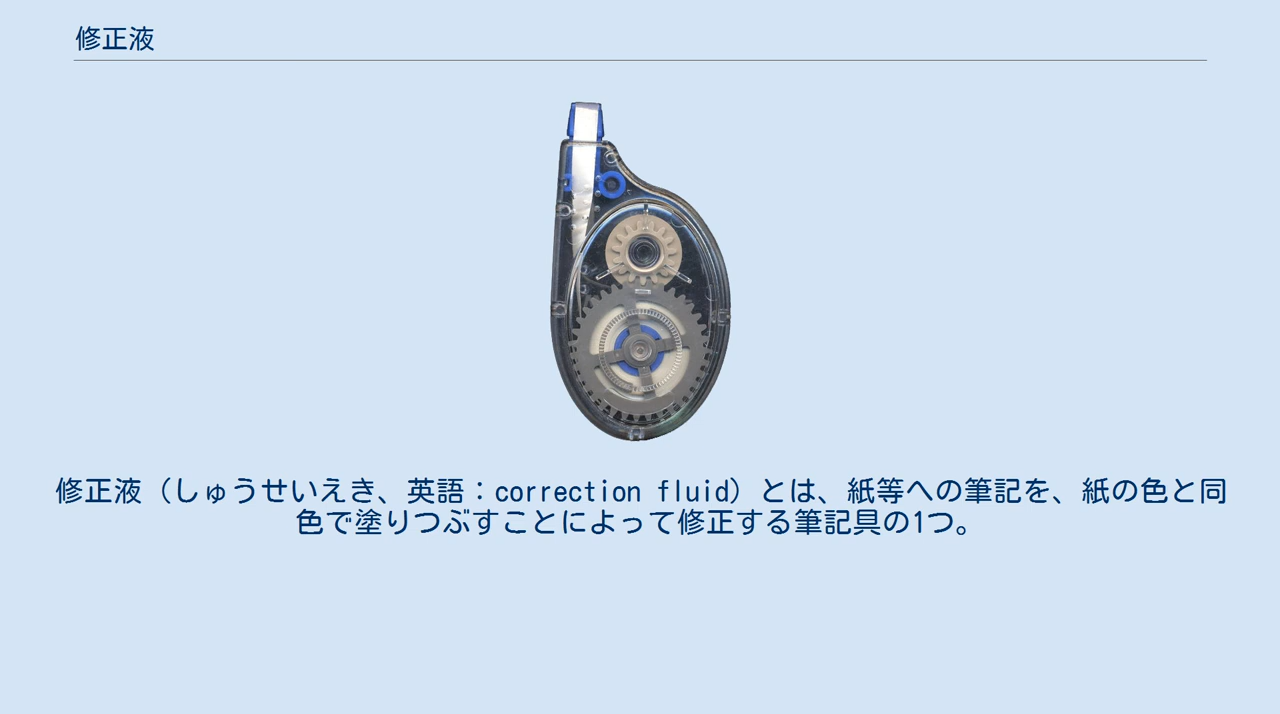 修正液
修正液（しゅうせいえき、英語：correction fluid）とは、紙等への筆記を、紙の色と同
色で塗りつぶすことによって修正する筆記具の1つ。